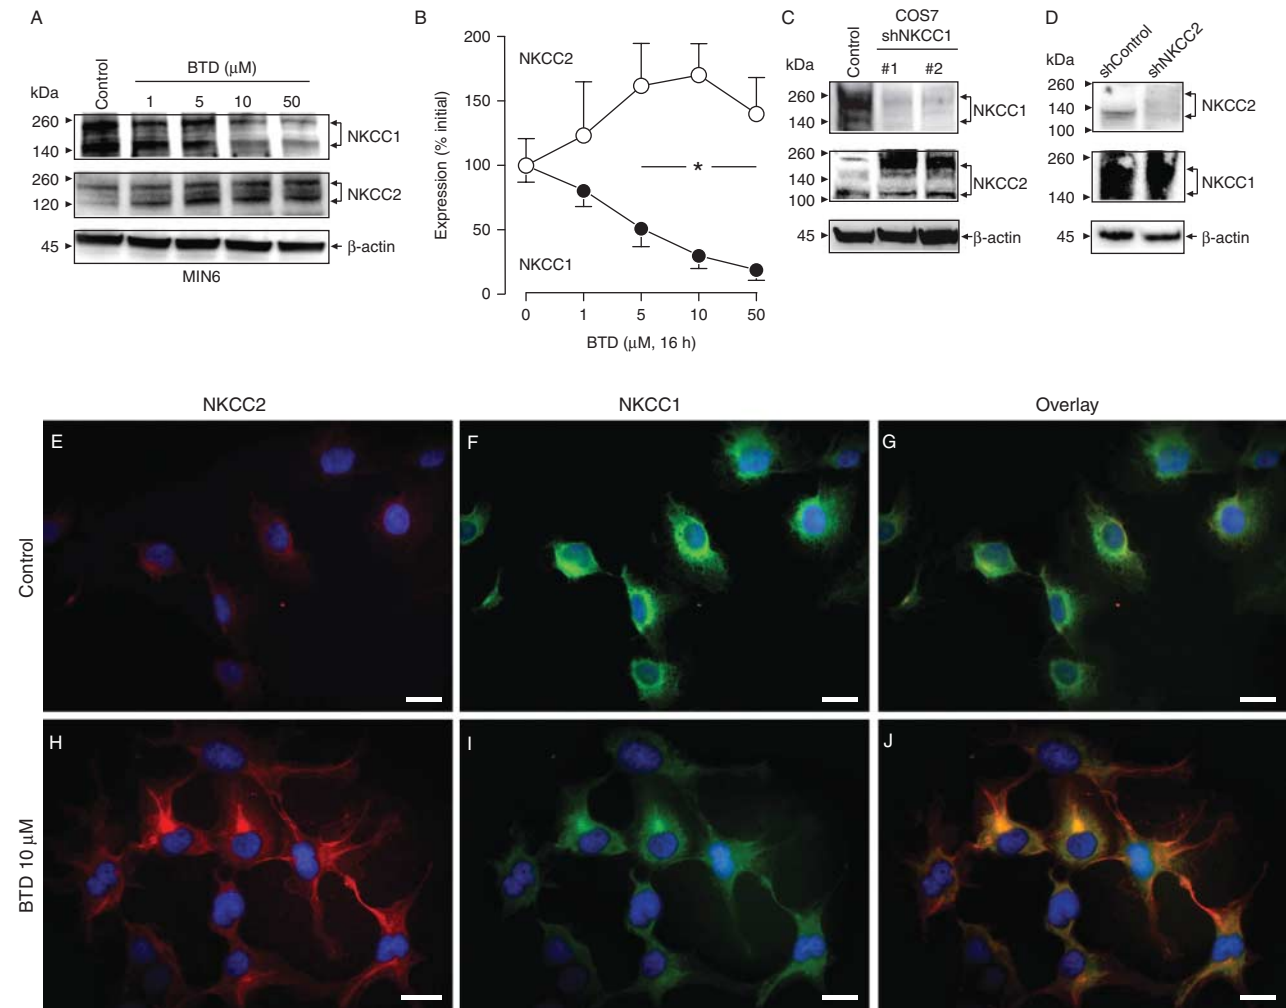 A
BTD (μM)
kDa
Control
1 5 10 50
260
140
NKCC1
260
120
NKCC2
45
β-actin
MIN6
B
200
150
100
50
0
Expression (% initial)
NKCC2
*
NKCC1
0 1 5 10 50
BTD (μM, 16 h)
C
COS7
shNKCC1
kDa
Control
#1 #2
260
140
NKCC1
260
140
100
NKCC2
45
β-actin
D
kDa
shControl
shNKCC2
260
140
100
NKCC2
260
140
NKCC1
45
β-actin
NKCC2 NKCC1 Overlay
Control
E F G
BTD 10 μM
H I J